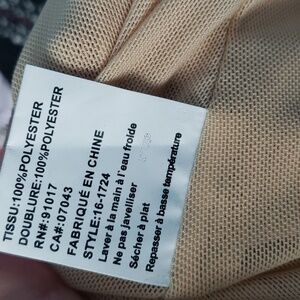 TISSU:100%POLYESTER
DOUBLURE:100%POLYESTER
RN#:91017
CA#:07043
FABRIQUÉ EN CHINE
STYLE:16-1724
Laver à la main à l'eau froide
Ne pas javelliser
Sécher à plat
Repasser à basse température